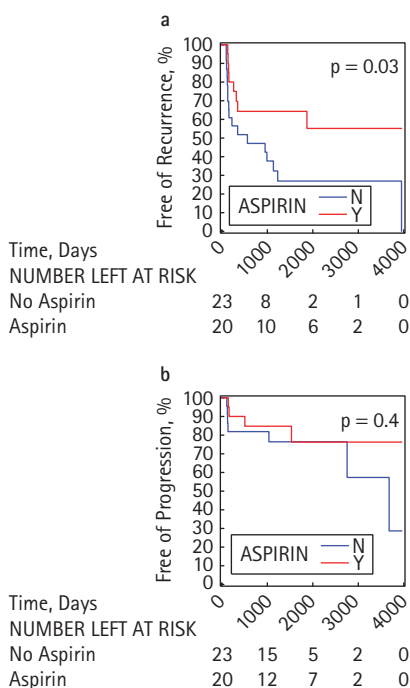 a
Free of Recurrence, %
100
90
80
70
60
50
40
30
20
10
0
p = 0.03
ASPIRIN N
Y
0 1000 2000 3000 4000
Time, Days
NUMBER LEFT AT RISK
No Aspirin 23 8 2 1 0
Aspirin 20 10 6 2 0
b
Free of Progression, %
100
90
80
70
60
50
40
30
20
10
0
p = 0.4
ASPIRIN N
Y
0 1000 2000 3000 4000
Time, Days
NUMBER LEFT AT RISK
No Aspirin 23 15 5 2 0
Aspirin 20 12 7 2 0